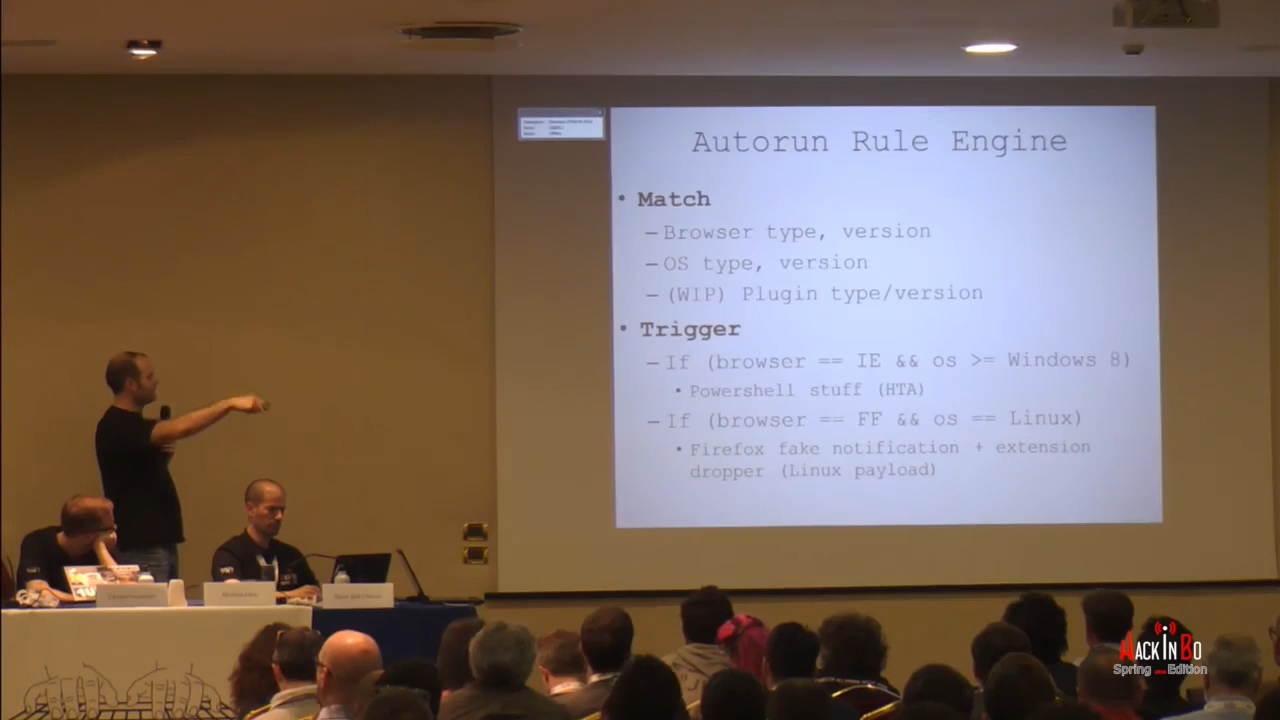 Autorun Rule Engine
• Match
– Browser type, version
– OS type, version
– (WIP) Plugin type/version
• Trigger
– If (browser == IE && os >= Windows 8)
• Powershell stuff (HTA)
– If (browser == FF && os == Linux)
• Firefox fake notification + extension
dropper (Linux payload)
HackInBo
Spring Edition